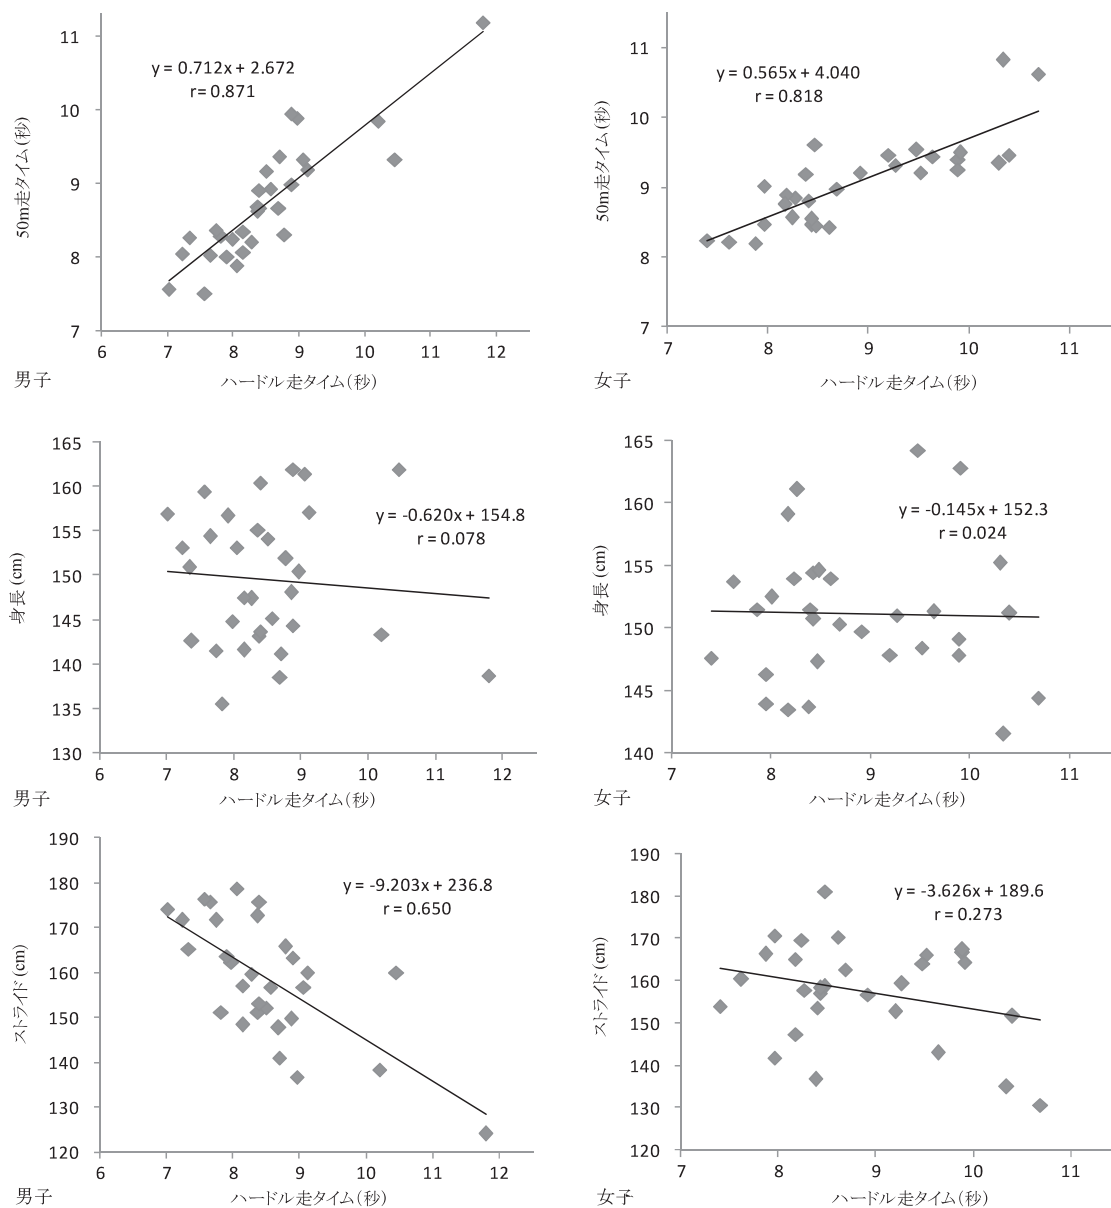 y = 0.712x + 2.672
r= 0.871
50m走タイム(秒)
11
10
9
8
7
6 7 8 9 10 11 12
男子
ハードル走タイム(秒)
y = 0.565x + 4.040
r = 0.818
50m走タイム(秒)
11
10
9
8
7
7 8 9 10 11
女子
ハードル走タイム(秒)
y = -0.620x + 154.8
r = 0.078
身長 (cm)
165
160
155
150
145
140
135
130
6 7 8 9 10 11 12
男子
ハードル走タイム(秒)
y = -0.145x + 152.3
r = 0.024
身長 (cm)
165
160
155
150
145
140
7 8 9 10 11
女子
ハードル走タイム(秒)
y = -9.203x + 236.8
r = 0.650
ストライド (cm)
190
180
170
160
150
140
130
120
6 7 8 9 10 11 12
男子
ハードル走タイム(秒)
y = -3.626x + 189.6
r = 0.273
ストライド (cm)
190
180
170
160
150
140
130
120
7 8 9 10 11
女子
ハードル走タイム(秒)